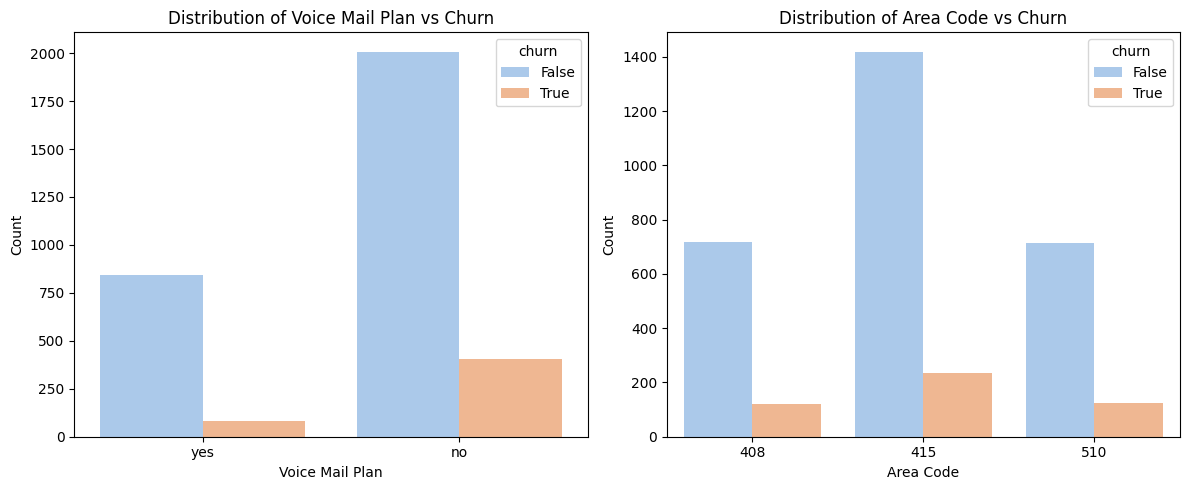 Distribution of Voice Mail Plan vs Churn
Count
2000
1750
1500
1250
1000
750
500
250
0
churn
False
True
yes
no
Voice Mail Plan
Distribution of Area Code vs Churn
Count
1400
1200
1000
800
600
400
200
0
churn
False
True
408
415
510
Area Code